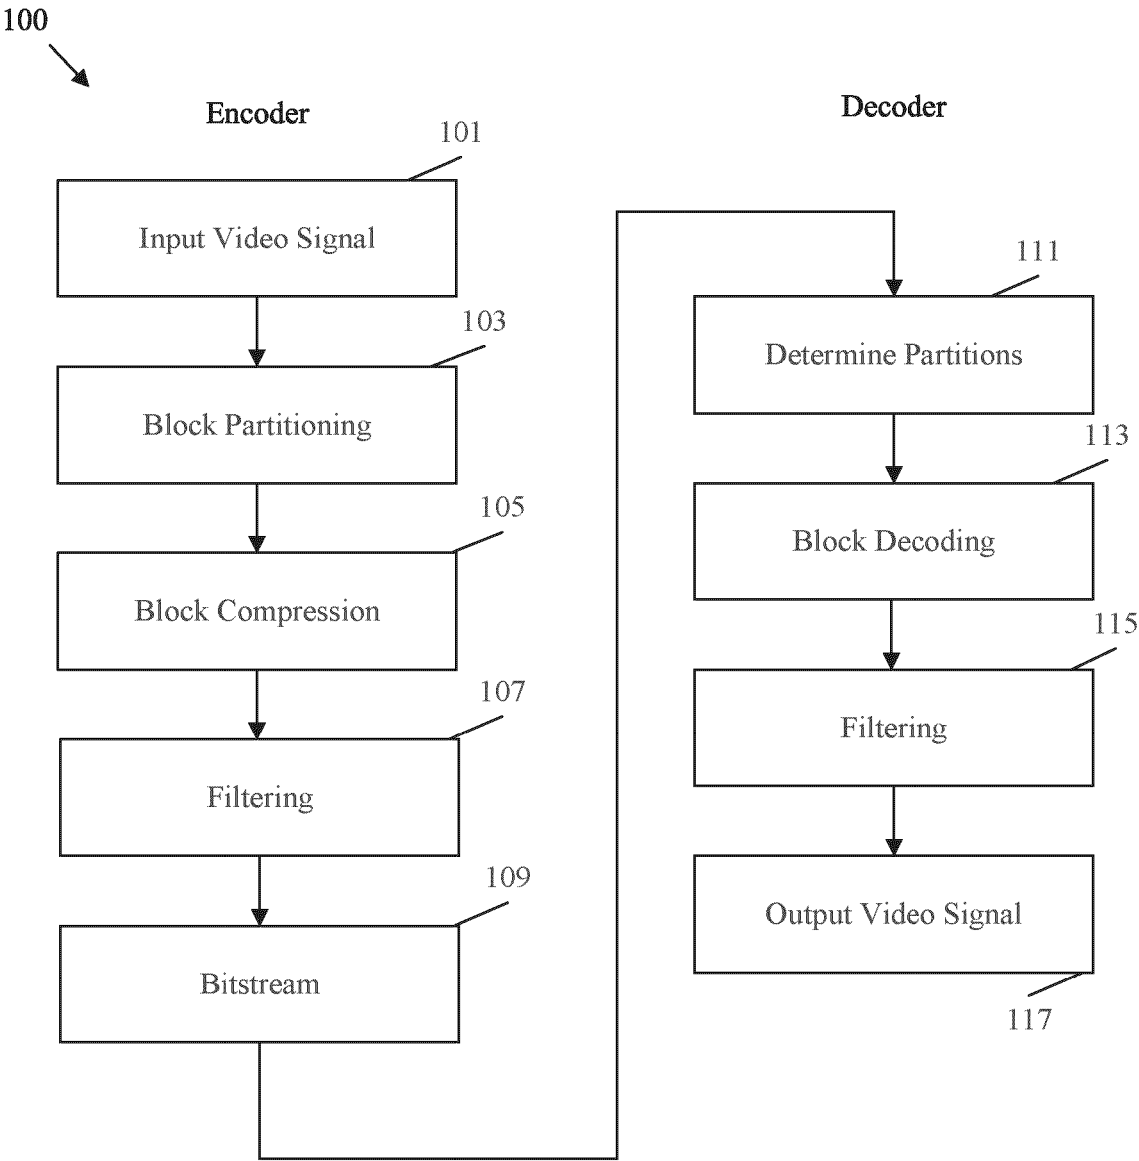 100
Encoder
101
Input Video Signal
103
Block Partitioning
105
Block Compression
107
Filtering
109
Bitstream
Decoder
111
Determine Partitions
113
Block Decoding
115
Filtering
Output Video Signal
117